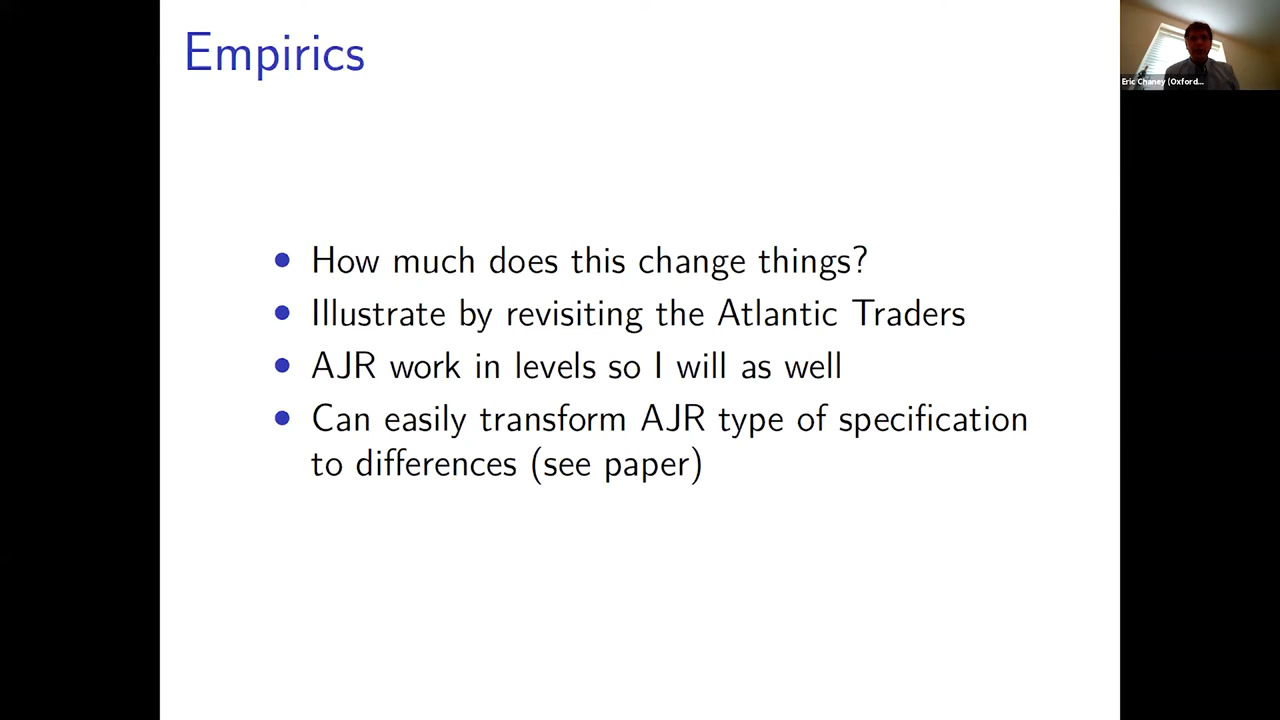 Empirics
Eric Chaney (Oxford...
How much does this change things?
Illustrate by revisiting the Atlantic Traders
AJR work in levels so I will as well
Can easily transform AJR type of specification
to differences (see paper)